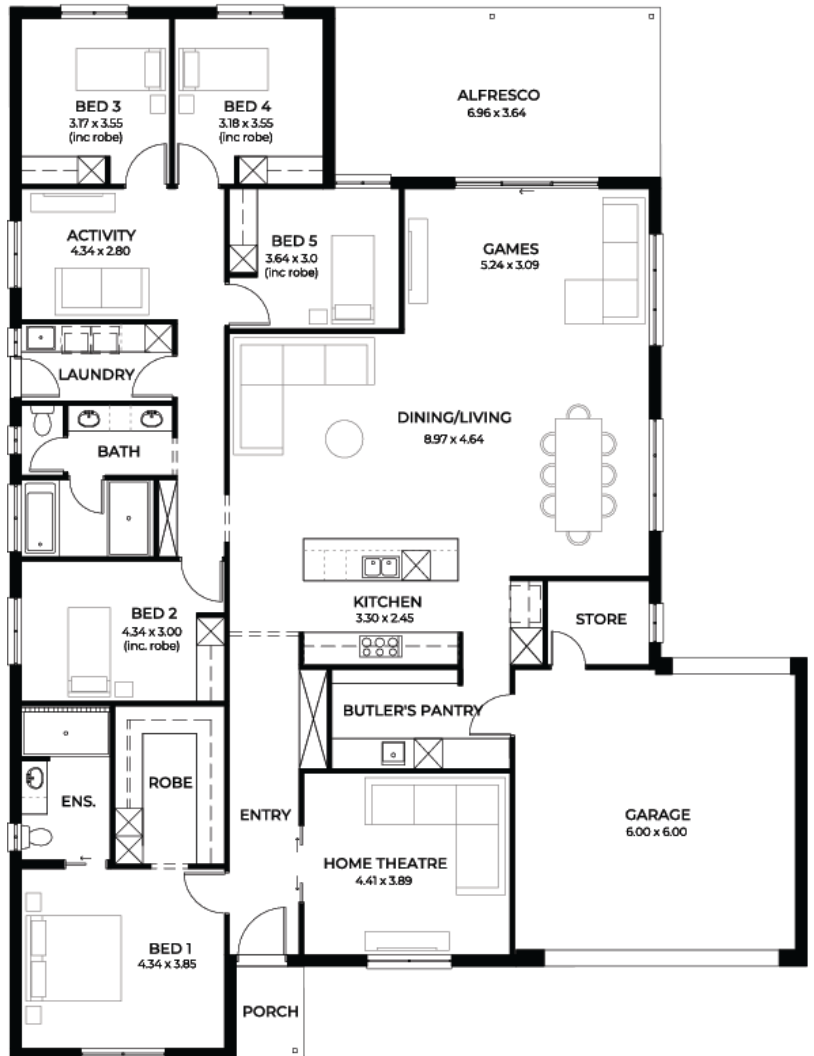 ALFRESCO
6.96 x 3.64
BED 3
3.17 x 3.55
(inc robe)
BED 4
3.18 x 3.55
(inc robe)
ACTIVITY
4.34 x 2.80
BED 5
3.64 x 3.0
(inc robe)
GAMES
5.24 x 3.09
LAUNDRY
DINING/LIVING
8.97 x 4.64
BATH
BED 2
4.34 x 3.00
(inc. robe)
KITCHEN
3.30 x 2.45
STORE
BUTLER'S PANTRY
ROBE
ENS.
ENTRY
GARAGE
6.00 x 6.00
HOME THEATRE
4.41 x 3.89
BED 1
4.34 x 3.85
PORCH